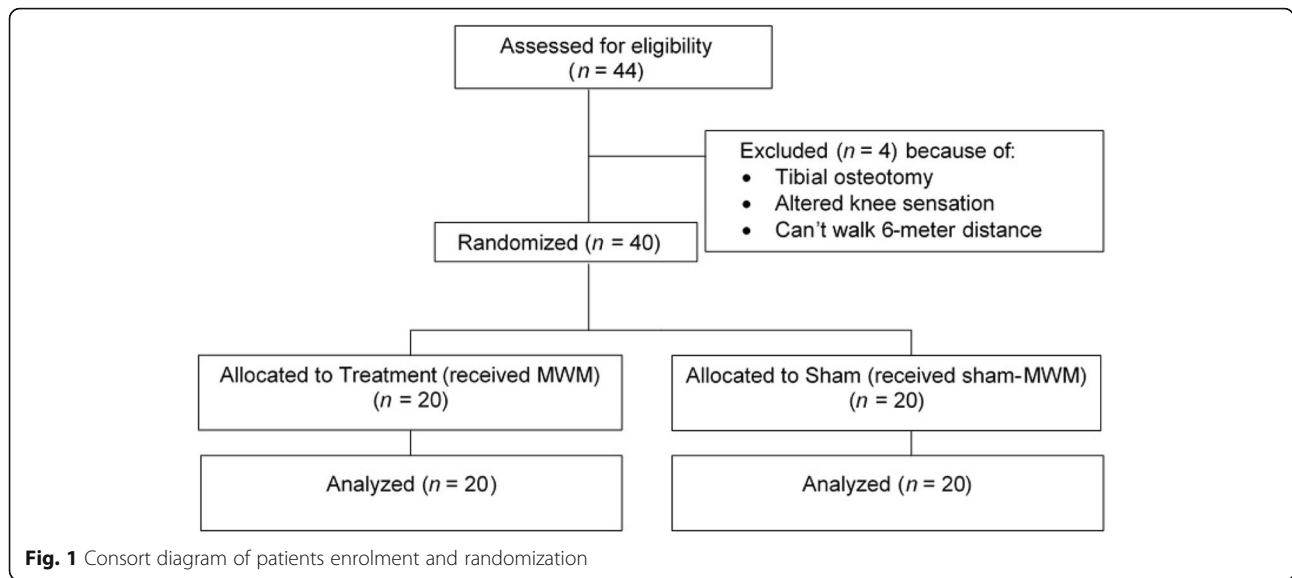 Assessed for eligibility
(n = 44)
Excluded (n = 4) because of:
• Tibial osteotomy
• Altered knee sensation
• Can't walk 6-meter distance
Randomized (n = 40)
Allocated to Treatment (received MWM)
(n = 20)
Allocated to Sham (received sham-MWM)
(n = 20)
Analyzed (n = 20)
Analyzed (n = 20)
Fig. 1 Consort diagram of patients enrolment and randomization